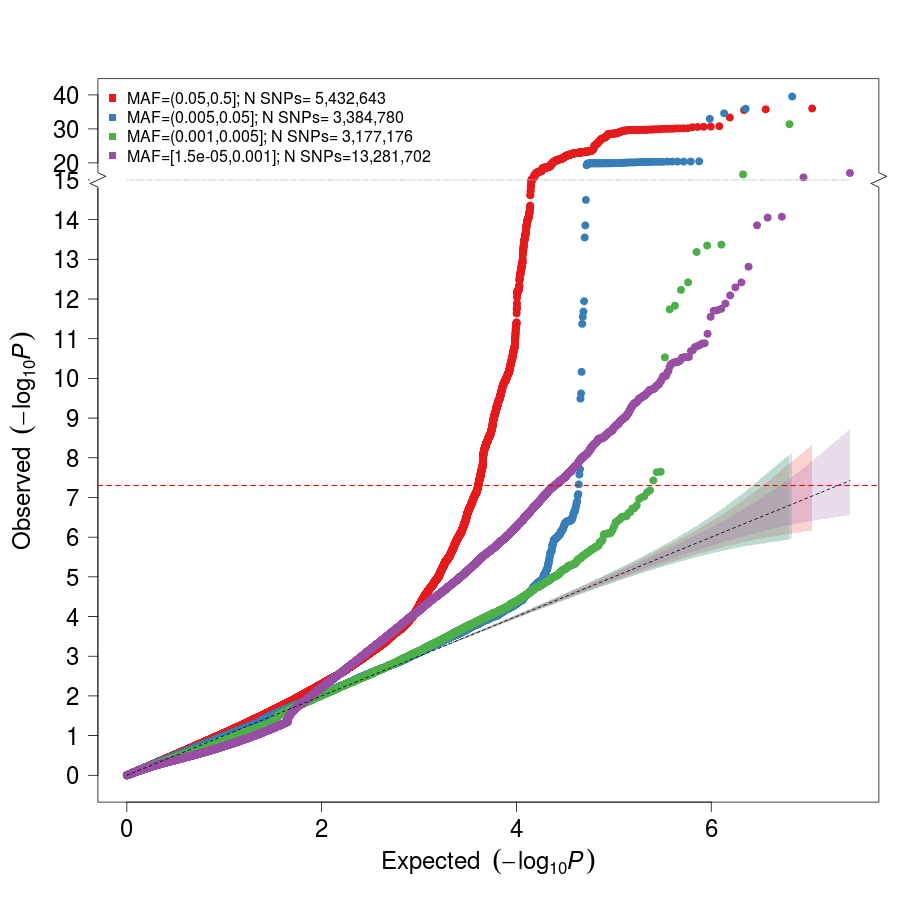 MAF=(0.05,0.5]; N SNPs= 5,432,643
MAF=(0.005,0.05]; N SNPs= 3,384,780
MAF=(0.001,0.005]; N SNPs= 3,177,176
MAF=[1.5e-05,0.001]; N SNPs=13,281,702
40
30
20
15
14
13
12
11
10
9
8
7
6
5
4
3
2
1
0
Observed (−log10P)
0 2 4 6
Expected (−log10P)